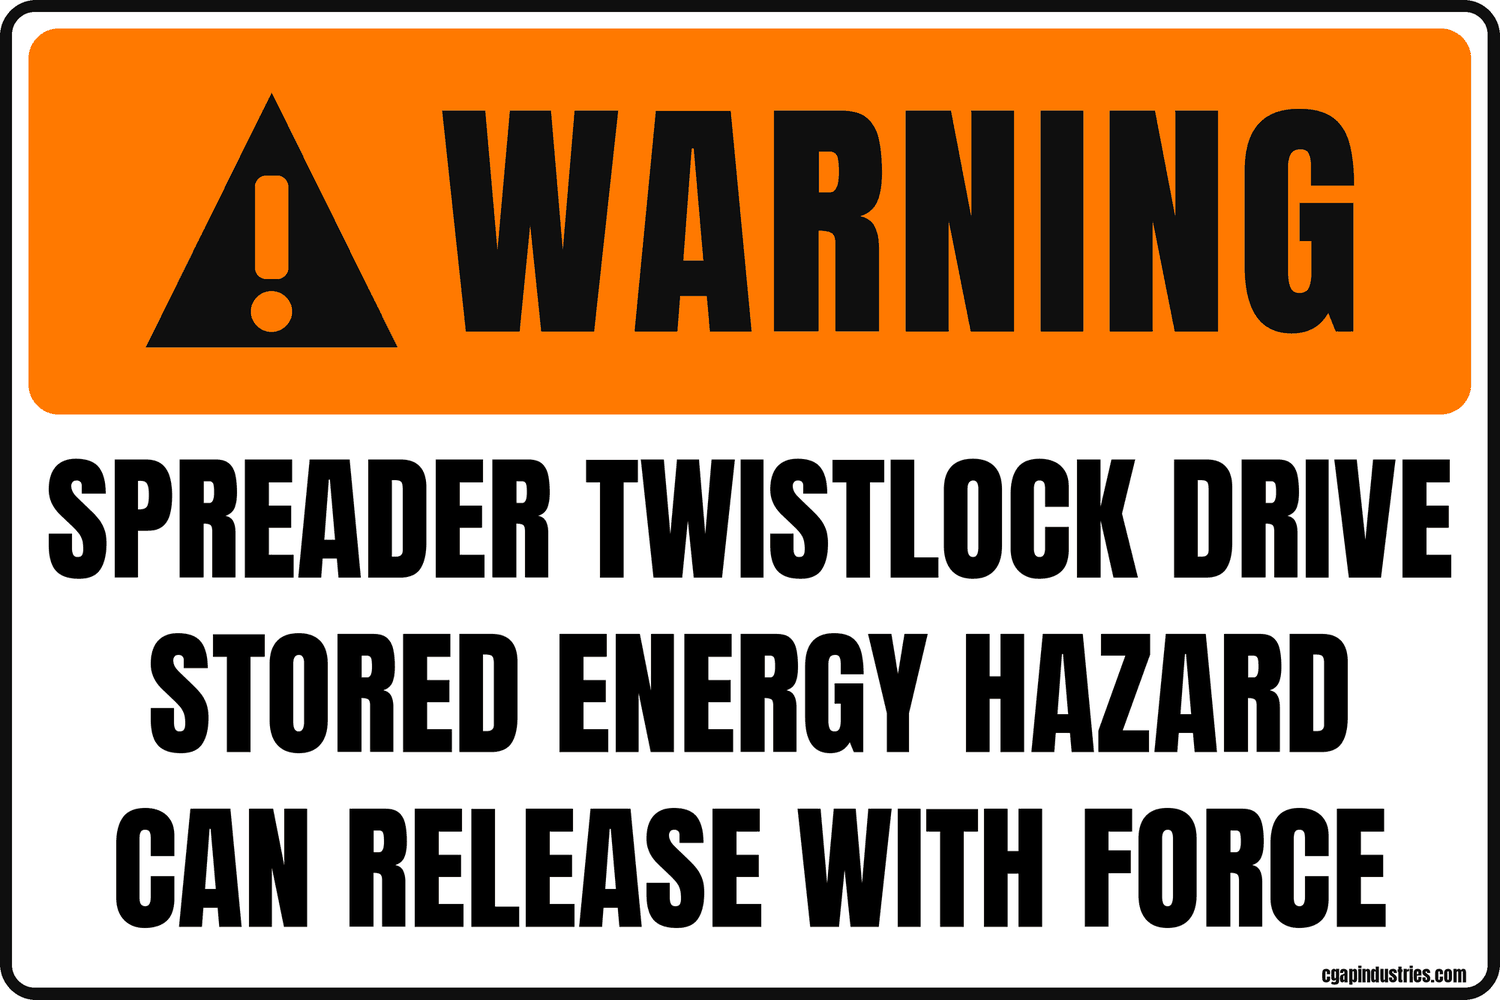 WARNING
SPREADER TWISTLOCK DRIVE
STORED ENERGY HAZARD
CAN RELEASE WITH FORCE
cgapindustries.com